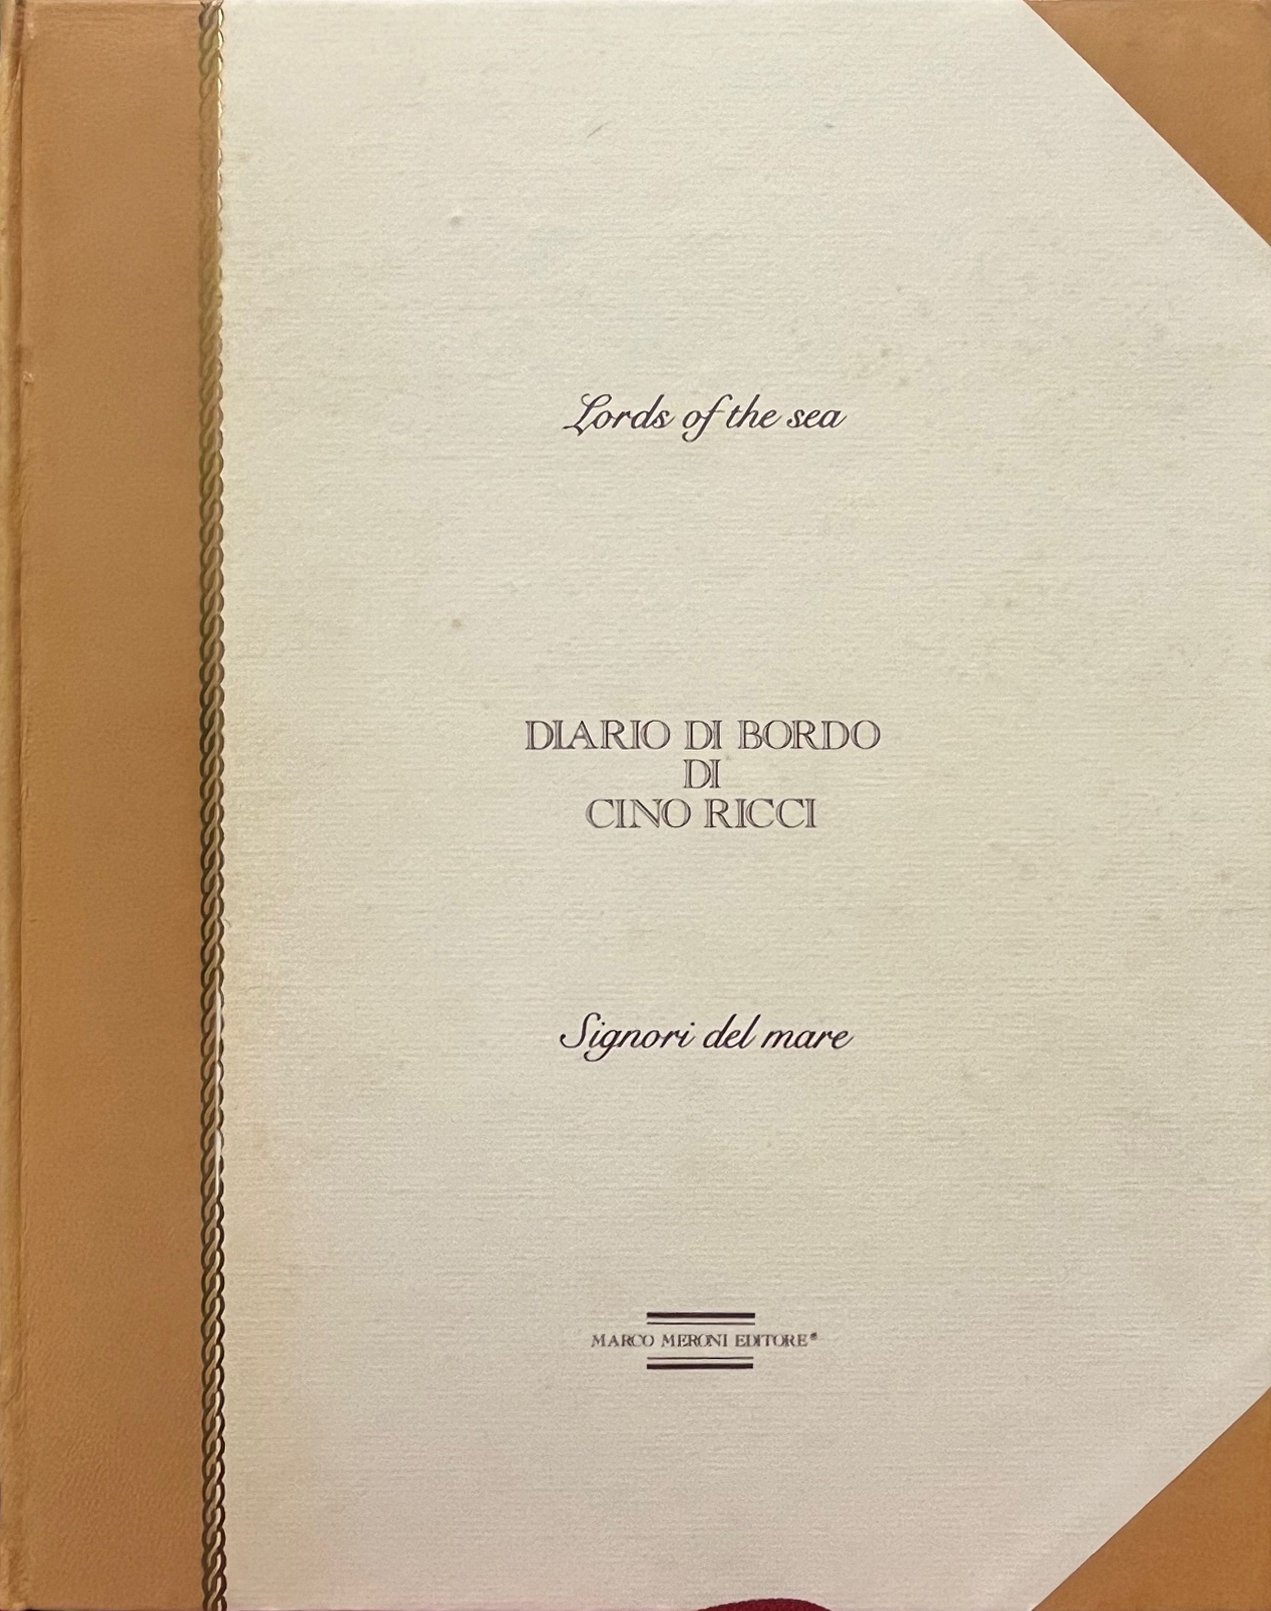 Lords of the sea
DIARIO DI BORDO
DI
CINO RICCI
Signori del mare
MARCO MERONI EDITORE®